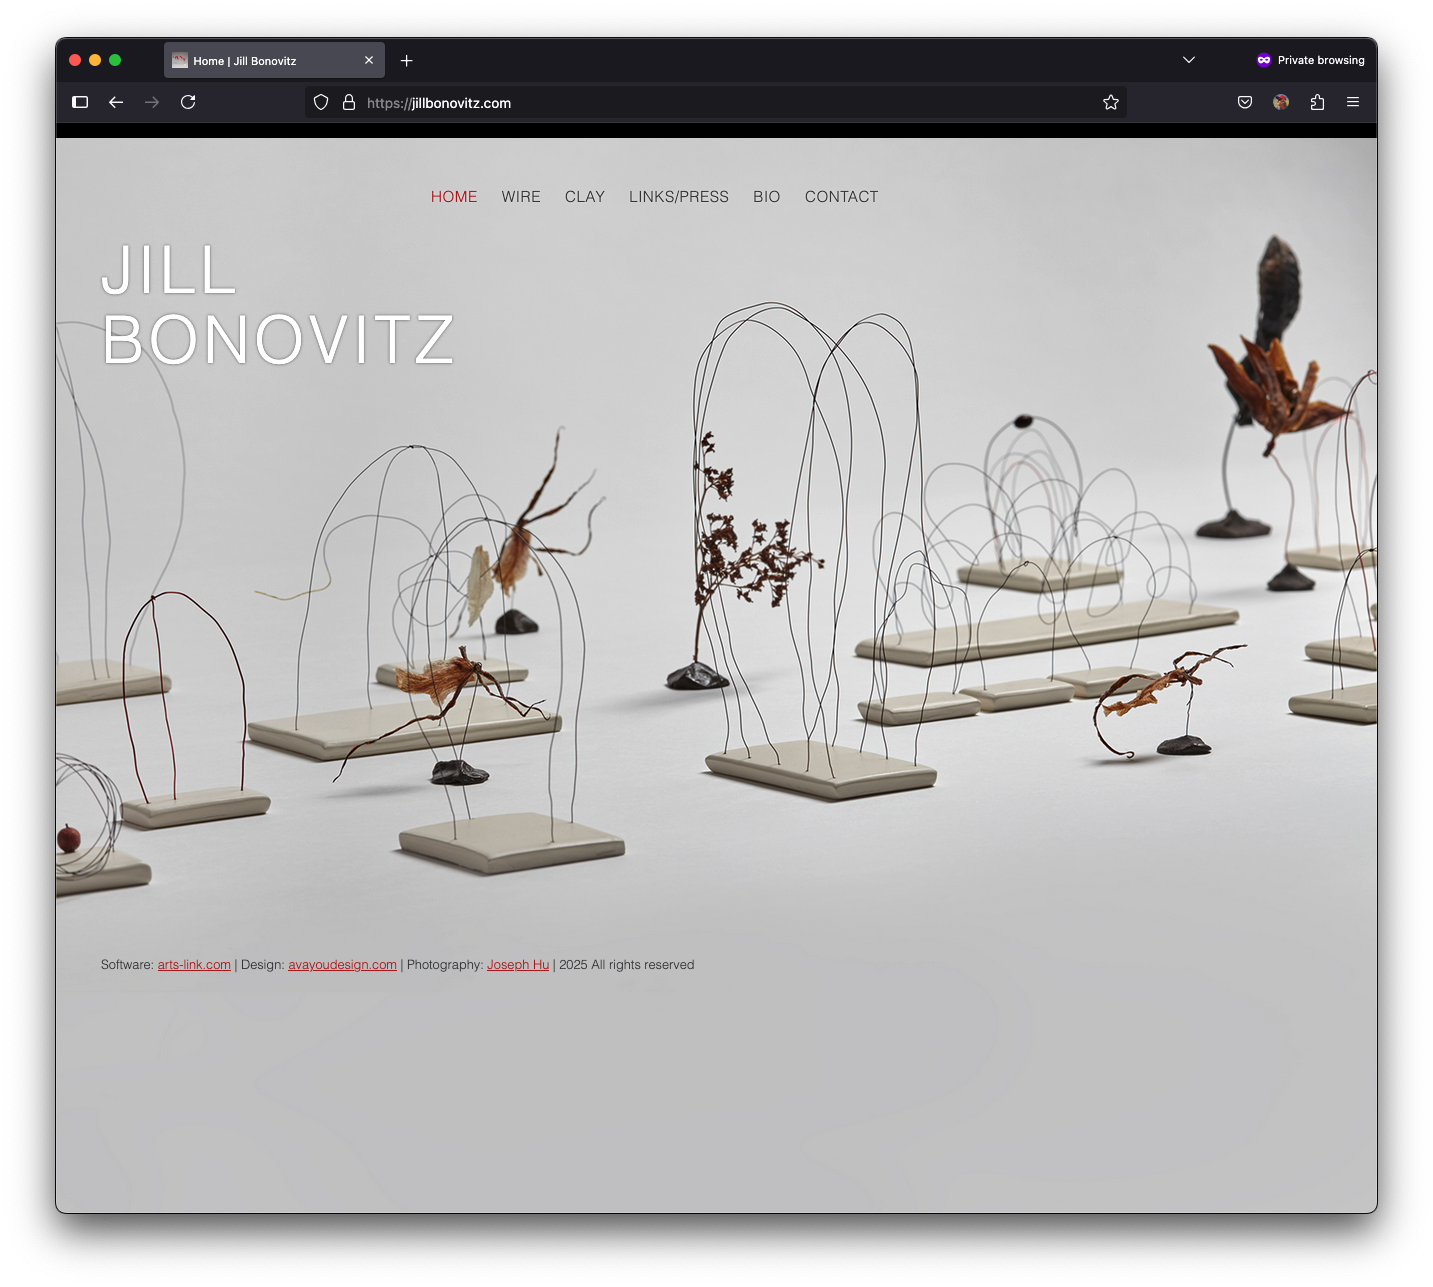 Home | Jill Bonovitz
Private browsing
https://jillbonovitz.com
HOME WIRE CLAY LINKS/PRESS BIO CONTACT
JILL
BONOVITZ
Software: arts-link.com | Design: avayoudesign.com | Photography: Joseph Hu | 2025 All rights reserved